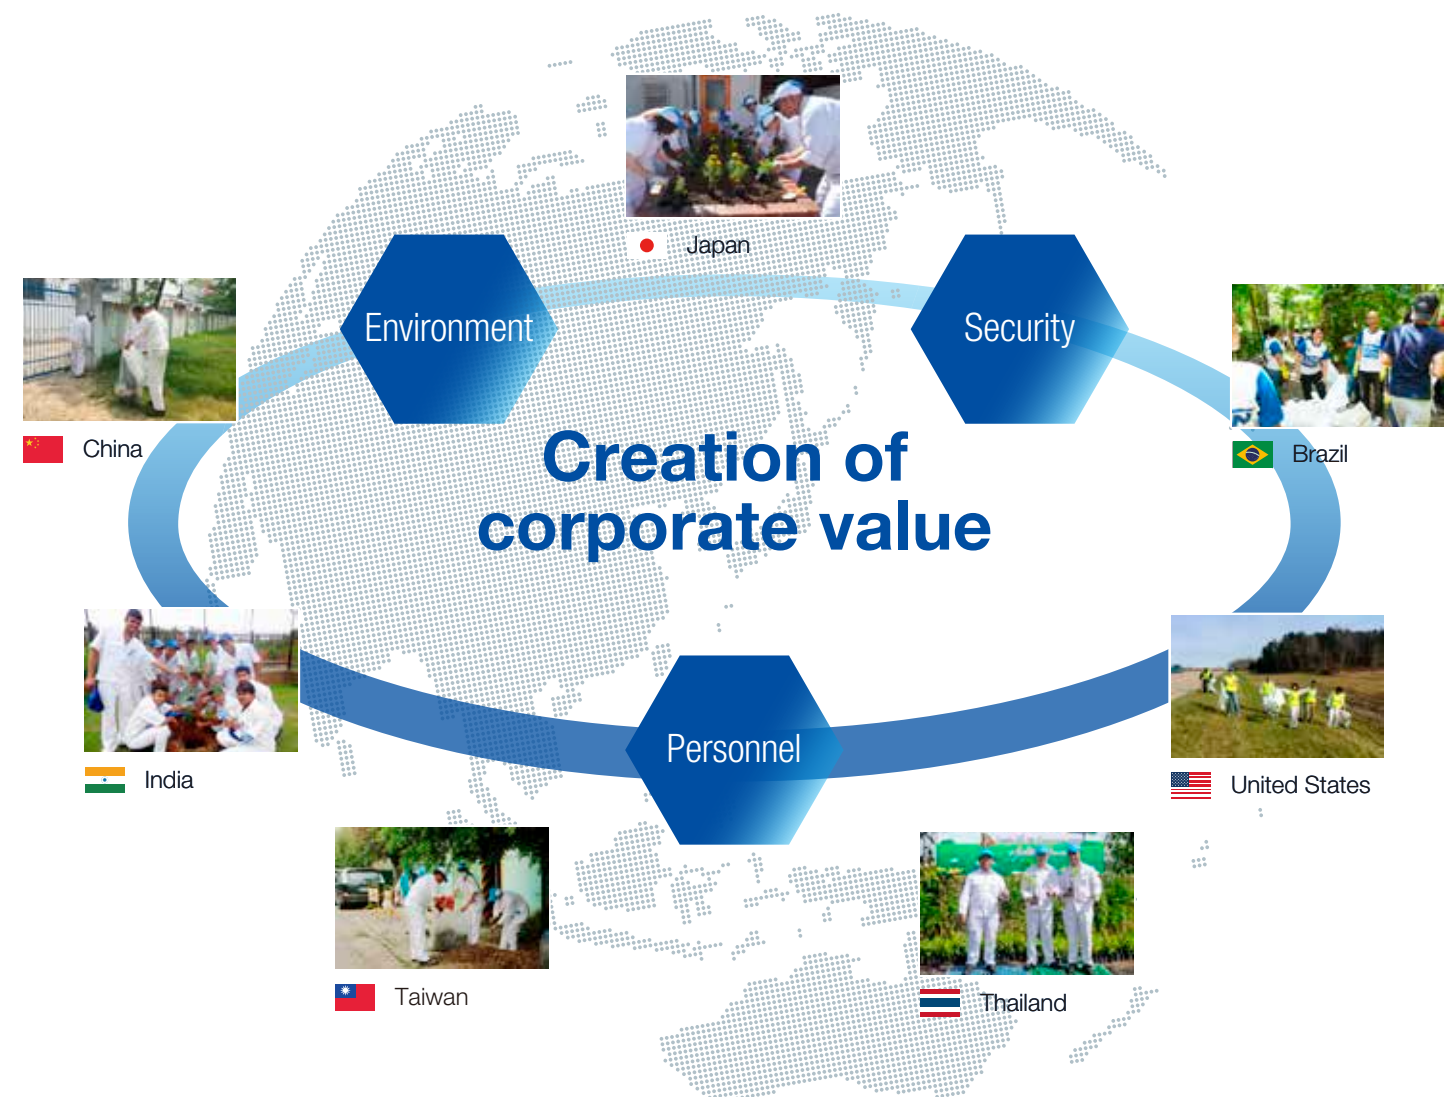 Japan
Environment
Security
China
Brazil
Creation of
corporate value
India
Personnel
United States
Taiwan
Thailand